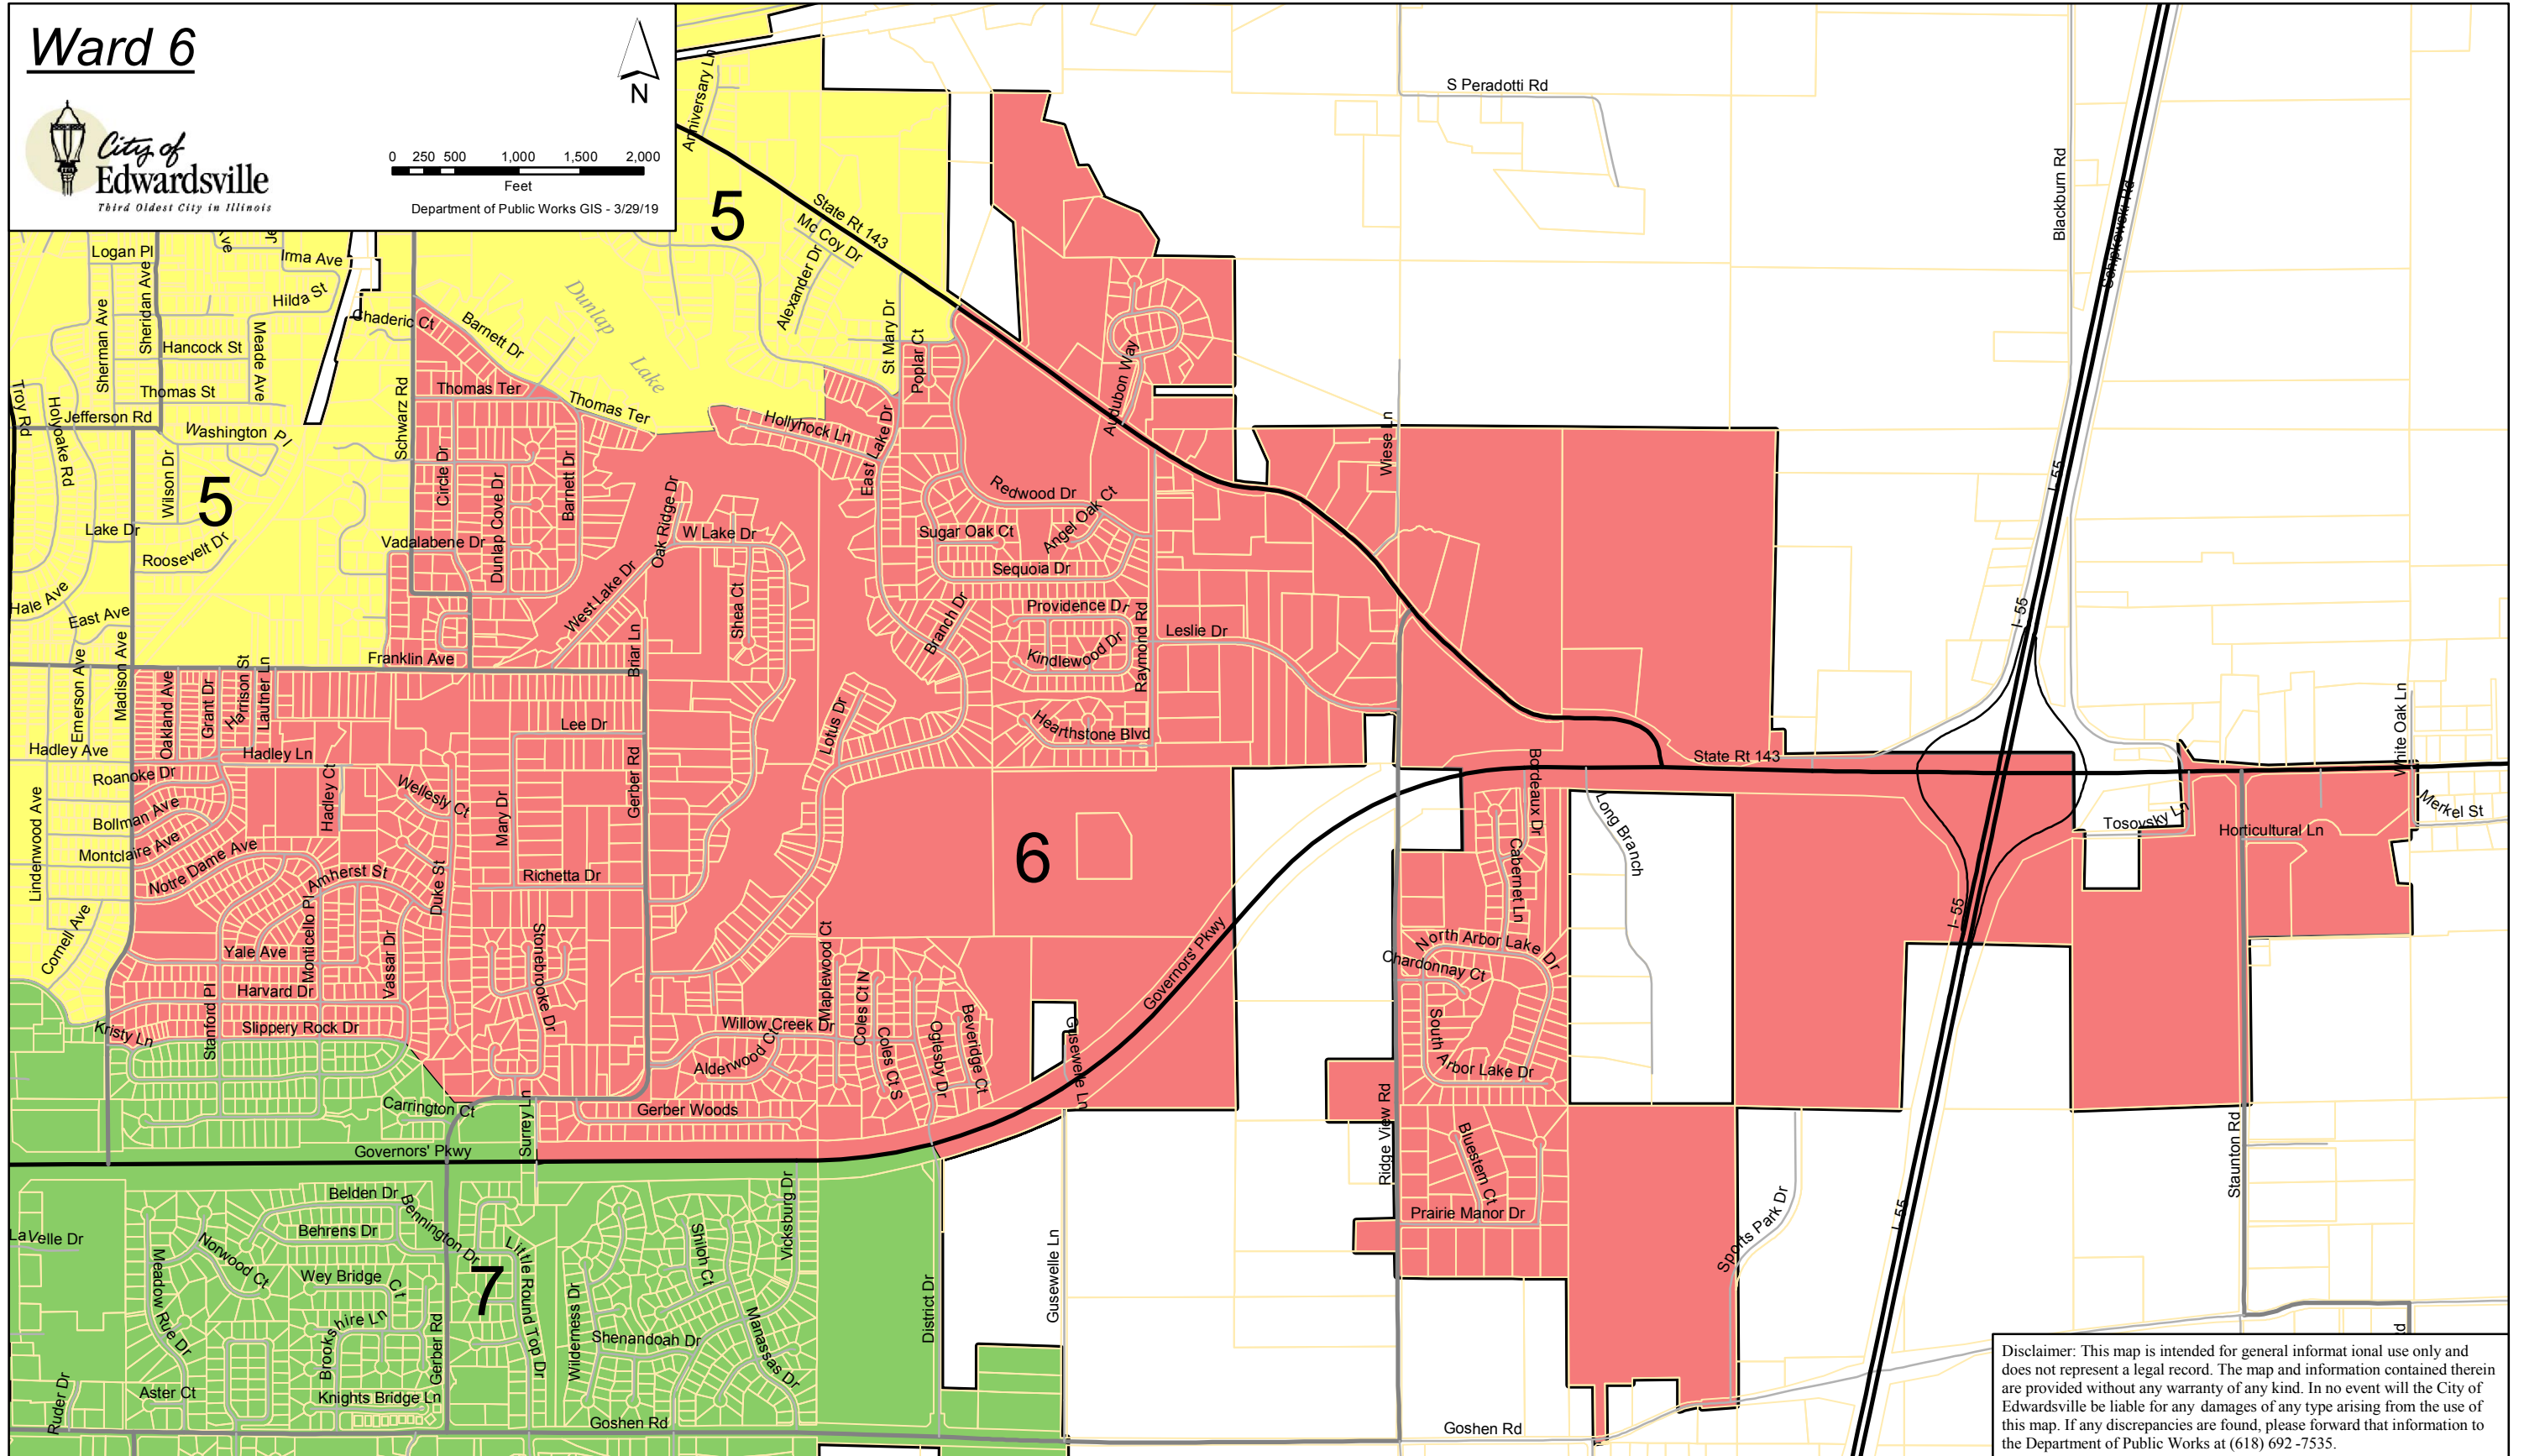 Ward 6
N
City of
Edwardsville
Third Oldest City in Illinois
0 250 500 1,000 1,500 2,000
Feet
Department of Public Works GIS - 3/29/19
Anniversary Ln
5
State Rt 143
Mc Coy Dr
Alexander Dr
Dunlap
Lake
St Mary Dr
Poplar Ct
S Peradotti Rd
Blackburn Rd
Logan Pl
Irma Ave
Hilda St
Sheridan Ave
Sherman Ave
Hancock St
Meade Ave
Thomas St
Jefferson Rd
Washington Pl
Troy Rd
Holyoake Rd
Wilson Dr
5
Lake Dr
Roosevelt Dr
Hale Ave
East Ave
Chaderic Ct
Barnett Dr
Schwarz Rd
Thomas Ter
Thomas Ter
Circle Dr
Dunlap Cove Dr
Barnett Dr
Vadalabene Dr
Hollyhock Ln
East Lake Dr
Audubon Way
Redwood Dr
Angel Oak Ct
Sugar Oak Ct
Sequoia Dr
Oak Ridge Dr
W Lake Dr
West Lake Dr
Shea Ct
Briar Ln
Branch Dr
Providence Dr
Kindlewood Dr
Raymond Rd
Leslie Dr
Hearthstone Blvd
Wiese Ln
I-55
I-55
Franklin Ave
Madison Ave
Emerson Ave
Oakland Ave
Grant Dr
Harrison St
Lautner Ln
Hadley Ave
Hadley Ln
Roanoke Dr
Bollman Ave
Montclaire Ave
Notre Dame Ave
Lindenwood Ave
Cornell Ave
Hadley Ct
Wellesly Ct
Amherst St
Duke St
Monticello Pl
Yale Ave
Vassar Dr
Harvard Dr
Stanford Pl
Slippery Rock Dr
Kristy Ln
Lee Dr
Mary Dr
Gerber Rd
Richetta Dr
Stonebrooke Dr
Lotus Dr
6
Maplewood Ct
Willow Creek Dr
Alderwood Ct
Coles Ct N
Coles Ct S
Oglesby Dr
Beveridge Ct
Gerber Woods
Carrington Ct
Surrey Ln
Governors' Pkwy
Governors' Pkwy
Gusewelle Ln
State Rt 143
Bordeaux Dr
Cabernet Ln
Long Branch
North Arbor Lake Dr
Chardonnay Ct
South Arbor Lake Dr
Bluestem Ct
Prairie Manor Dr
Ridge View Rd
Sports Park Dr
I-55
I-55
White Oak Ln
Merkel St
Tosovsky Ln
Horticultural Ln
Staunton Rd
Belden Dr
Behrens Dr
Bennington Dr
LaVelle Dr
Norwood Ct
Meadow Rue Dr
Wey Bridge Ct
Brookshire Ln
Aster Ct
Ruder Dr
Knights Bridge Ln
Gerber Rd
7
Little Round Top Dr
Wilderness Dr
Shiloh Ct
Vicksburg Dr
Shenandoah Dr
Manassas Dr
District Dr
Gusewelle Ln
Goshen Rd
Goshen Rd
Disclaimer: This map is intended for general informat ional use only and
does not represent a legal record. The map and information contained therein
are provided without any warranty of any kind. In no event will the City of
Edwardsville be liable for any damages of any type arising from the use of
this map. If any discrepancies are found, please forward that information to
the Department of Public Works at (618) 692 -7535.